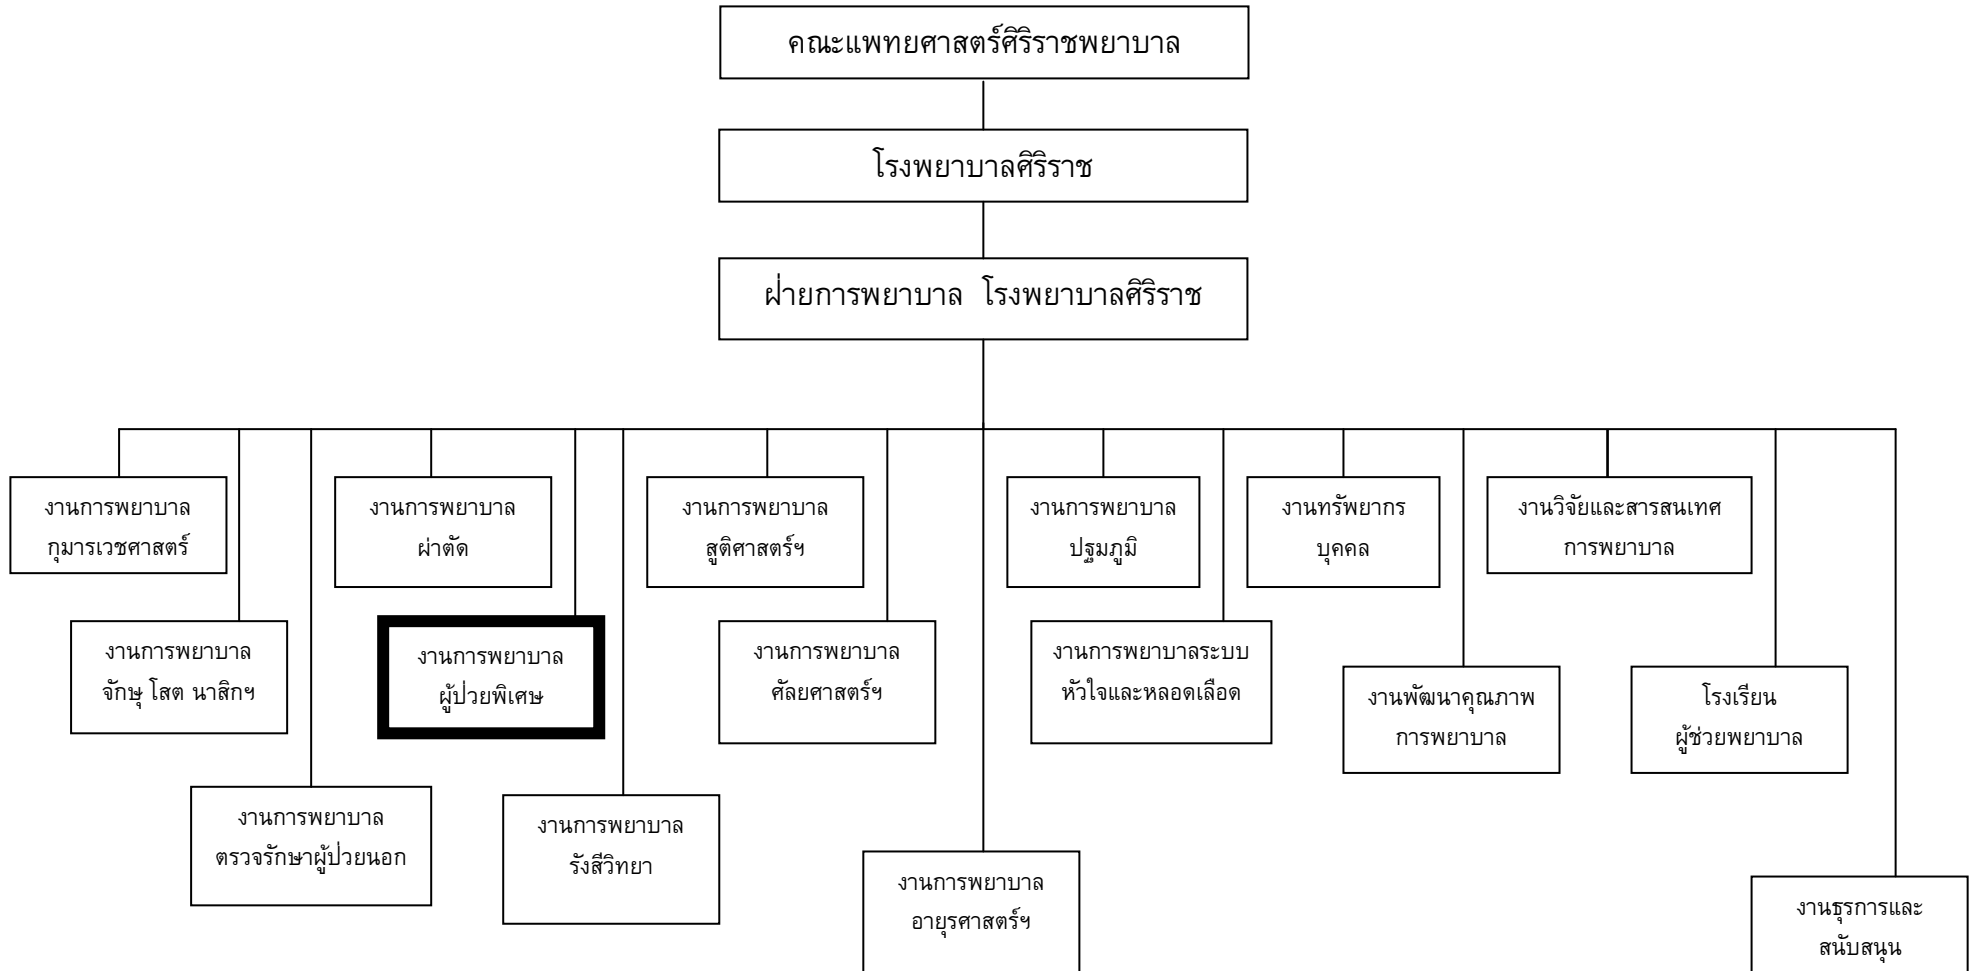 คณะแพทยศาสตร์ศิริราชพยาบาล
โรงพยาบาลศิริราช
ฝ่ายการพยาบาล โรงพยาบาลศิริราช
งานการพยาบาล
กุมารเวชศาสตร์
งานการพยาบาล
ผ่าตัด
งานการพยาบาล
สูติศาสตร์ฯ
งานการพยาบาล
ปฐมภูมิ
งานทรัพยากร
บุคคล
งานวิจัยและสารสนเทศ
การพยาบาล
งานการพยาบาล
จักษุ โสต นาสิกฯ
งานการพยาบาล
ผู้ป่วยพิเศษ
งานการพยาบาล
ศัลยศาสตร์ฯ
งานการพยาบาลระบบ
หัวใจและหลอดเลือด
งานพัฒนาคุณภาพ
การพยาบาล
โรงเรียน
ผู้ช่วยพยาบาล
งานการพยาบาล
ตรวจรักษาผู้ป่วยนอก
งานการพยาบาล
รังสีวิทยา
งานการพยาบาล
อายุรศาสตร์ฯ
งานธุรการและ
สนับสนุน